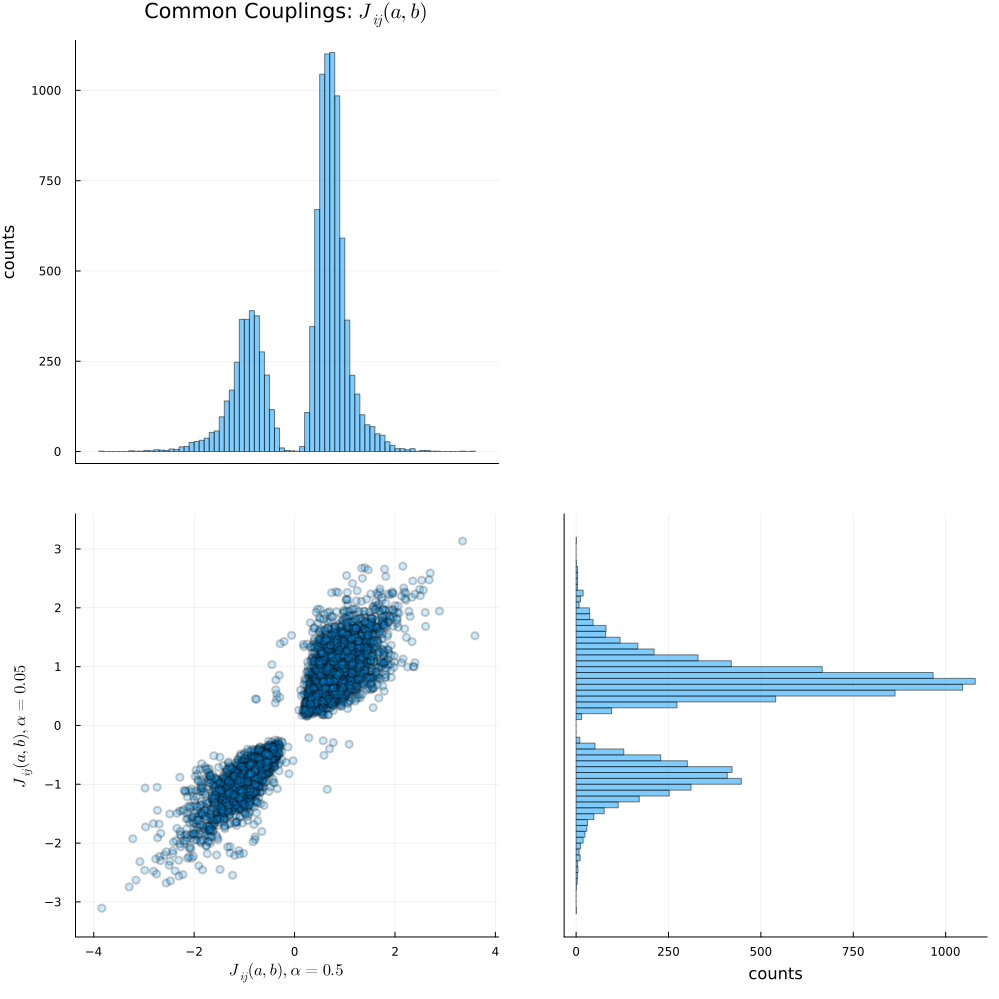 Common Couplings: J_ij(a, b)
counts
1000
750
500
250
0
J_ij(a, b), α = 0.05
3
2
1
0
−1
−2
−3
−4 −2 0 2 4
J_ij(a, b), α = 0.5
0 250 500 750 1000
counts